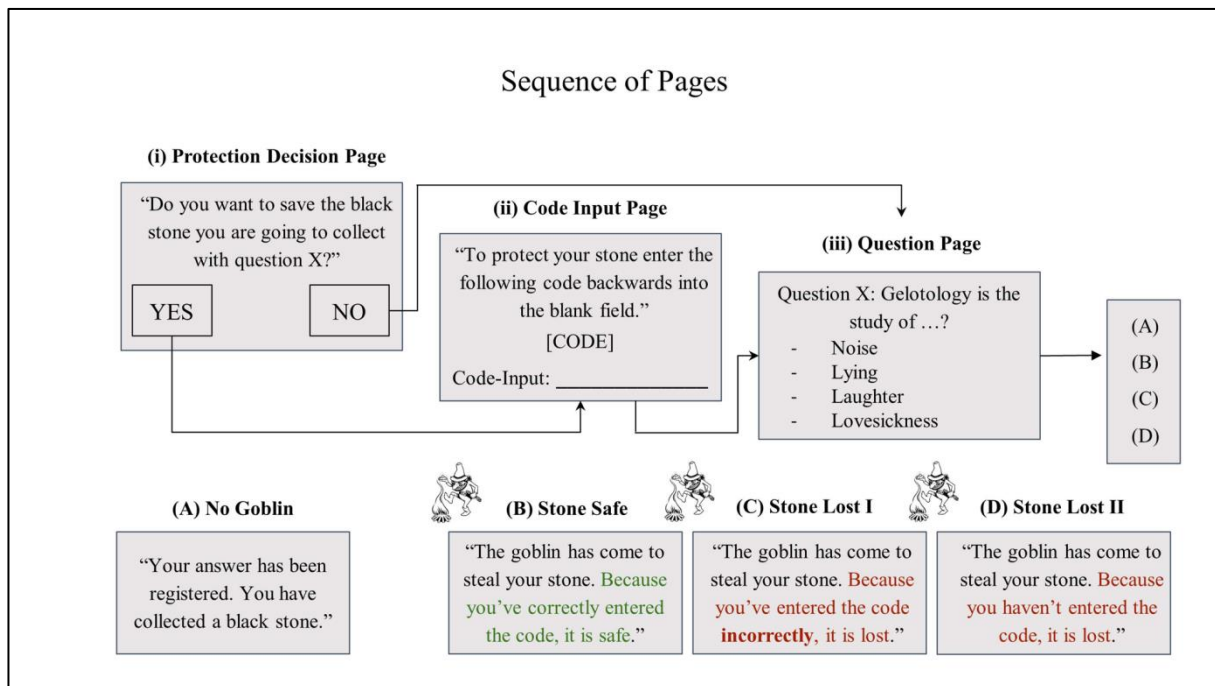 Sequence of Pages
(i) Protection Decision Page
“Do you want to save the black
stone you are going to collect
with question X?”
YES
NO
(ii) Code Input Page
“To protect your stone enter the
following code backwards into
the blank field.”
[CODE]
Code-Input: _______________
(iii) Question Page
Question X: Gelotology is the
study of …?
- Noise
- Lying
- Laughter
- Lovesickness
(A)
(B)
(C)
(D)
(A) No Goblin
“Your answer has been
registered. You have
collected a black stone.”
(B) Stone Safe
“The goblin has come to
steal your stone. Because
you’ve correctly entered
the code, it is safe.”
(C) Stone Lost I
“The goblin has come to
steal your stone. Because
you’ve entered the code
incorrectly, it is lost.”
(D) Stone Lost II
“The goblin has come to
steal your stone. Because
you haven’t entered the
code, it is lost.”